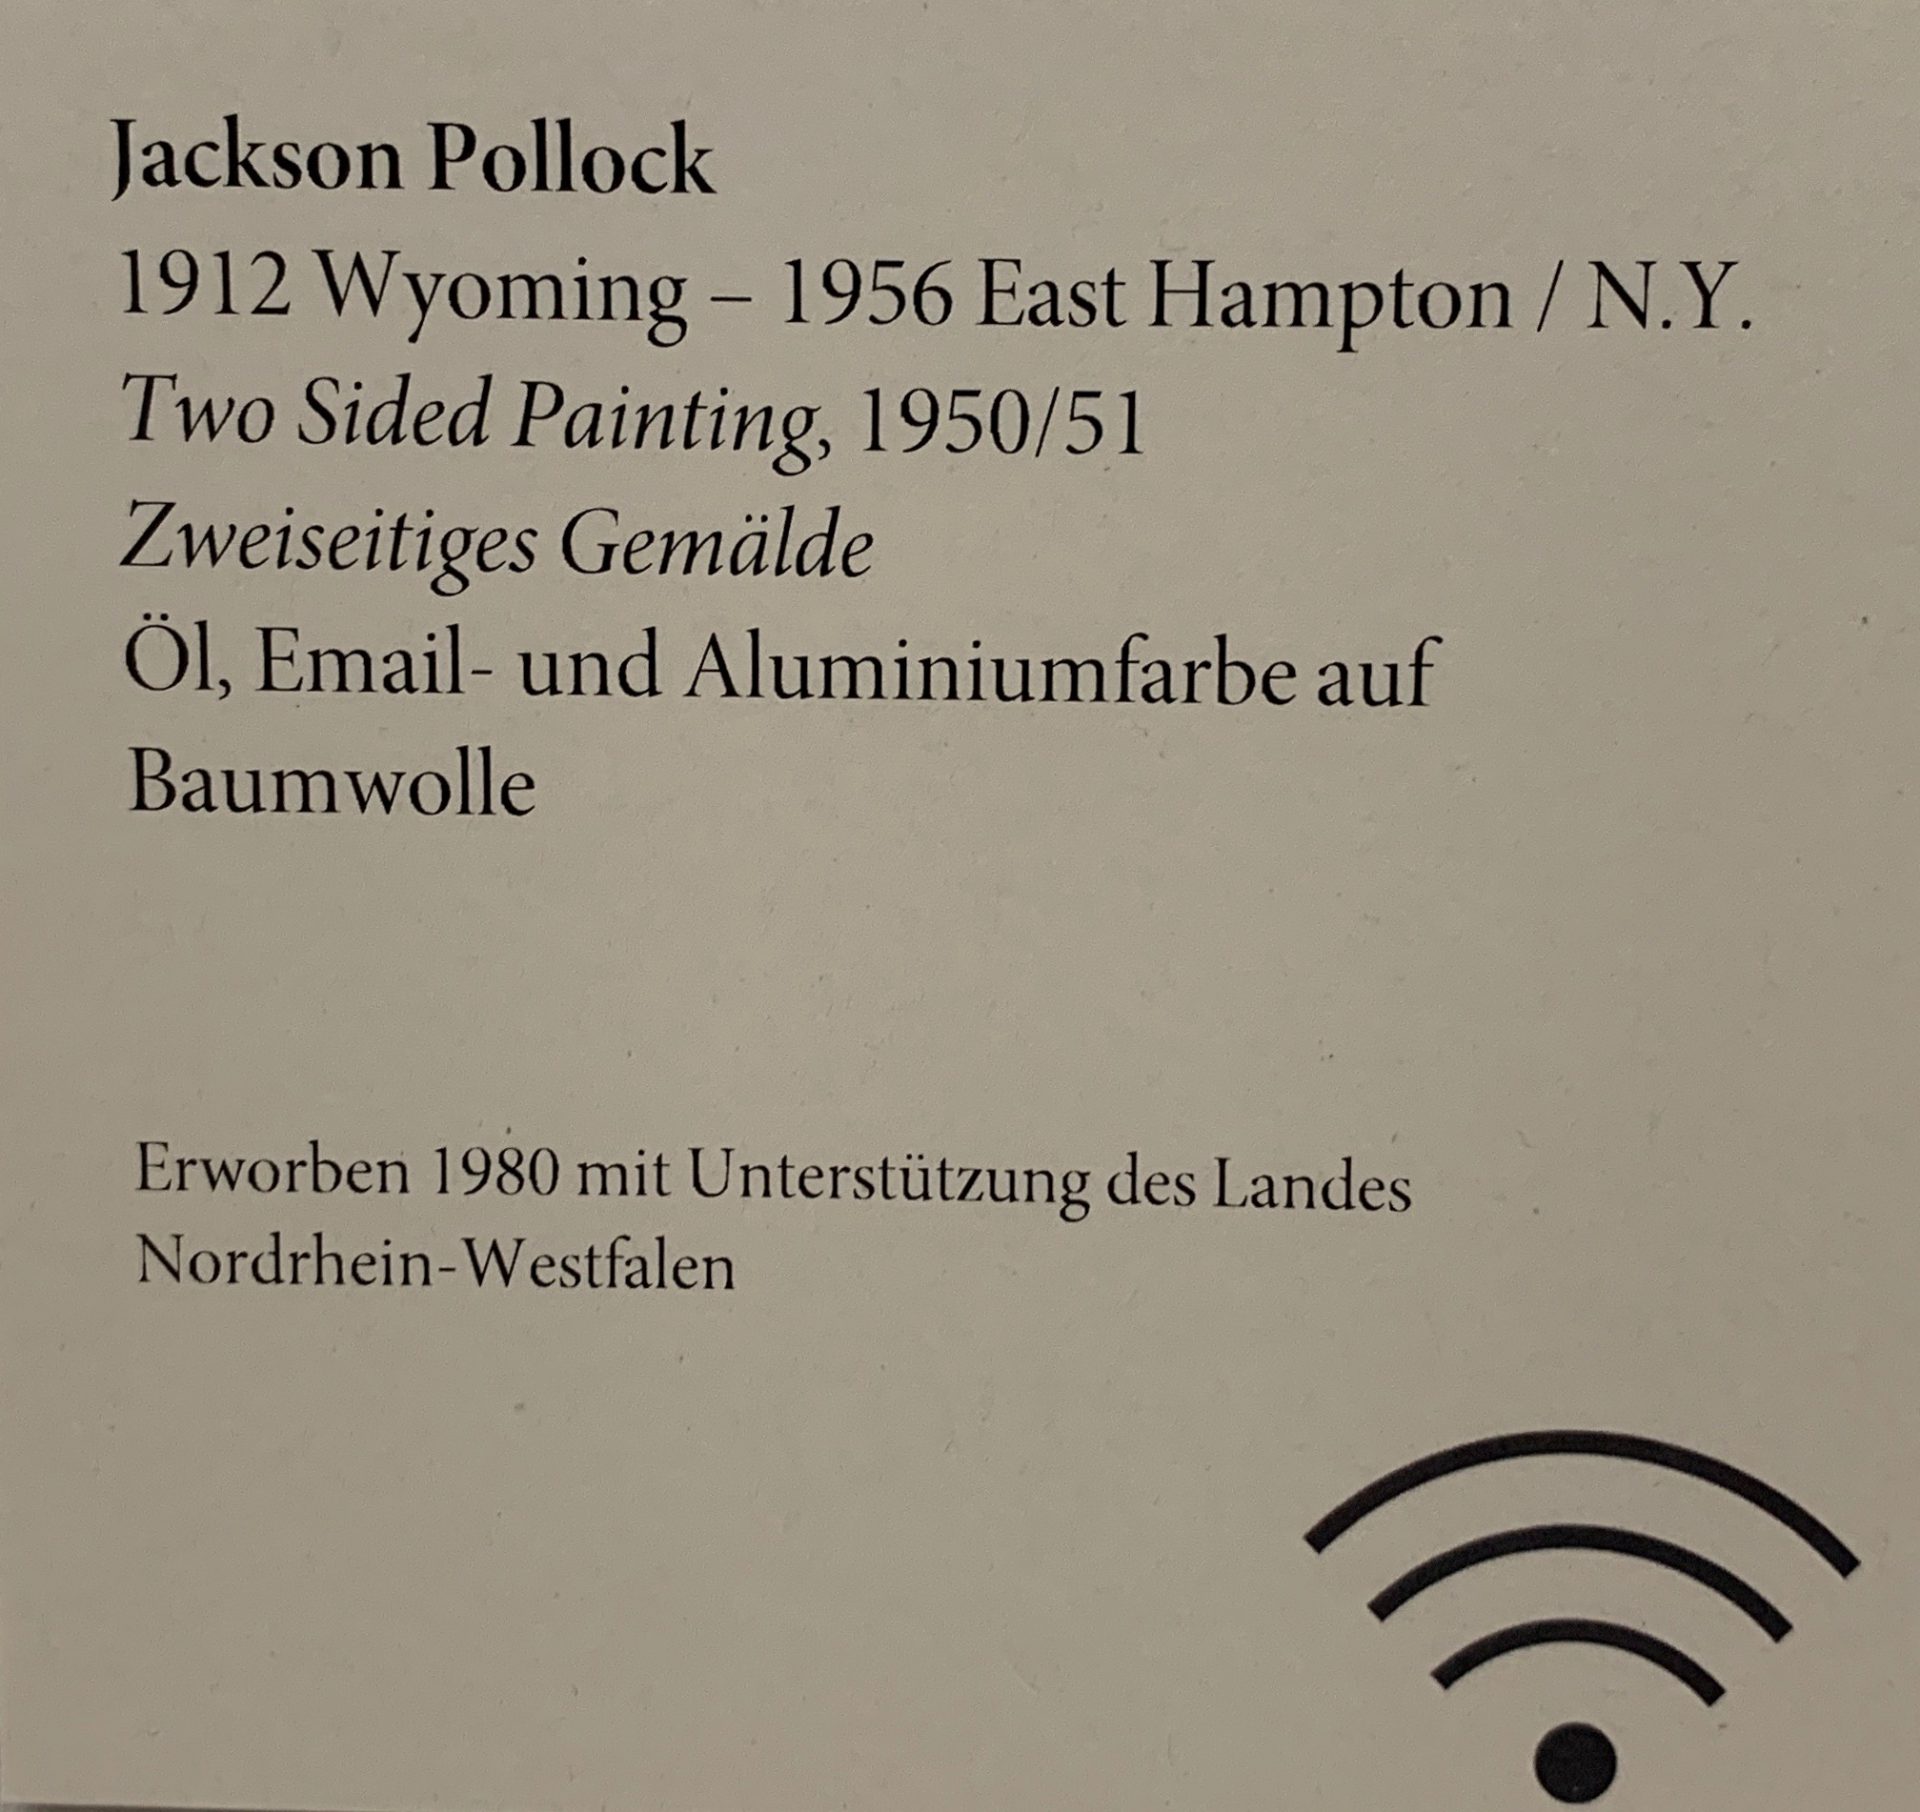 Jackson Pollock
1912 Wyoming – 1956 East Hampton / N.Y.
Two Sided Painting, 1950/51
Zweiseitiges Gemälde
Öl, Email- und Aluminiumfarbe auf
Baumwolle
Erworben 1980 mit Unterstützung des Landes
Nordrhein-Westfalen